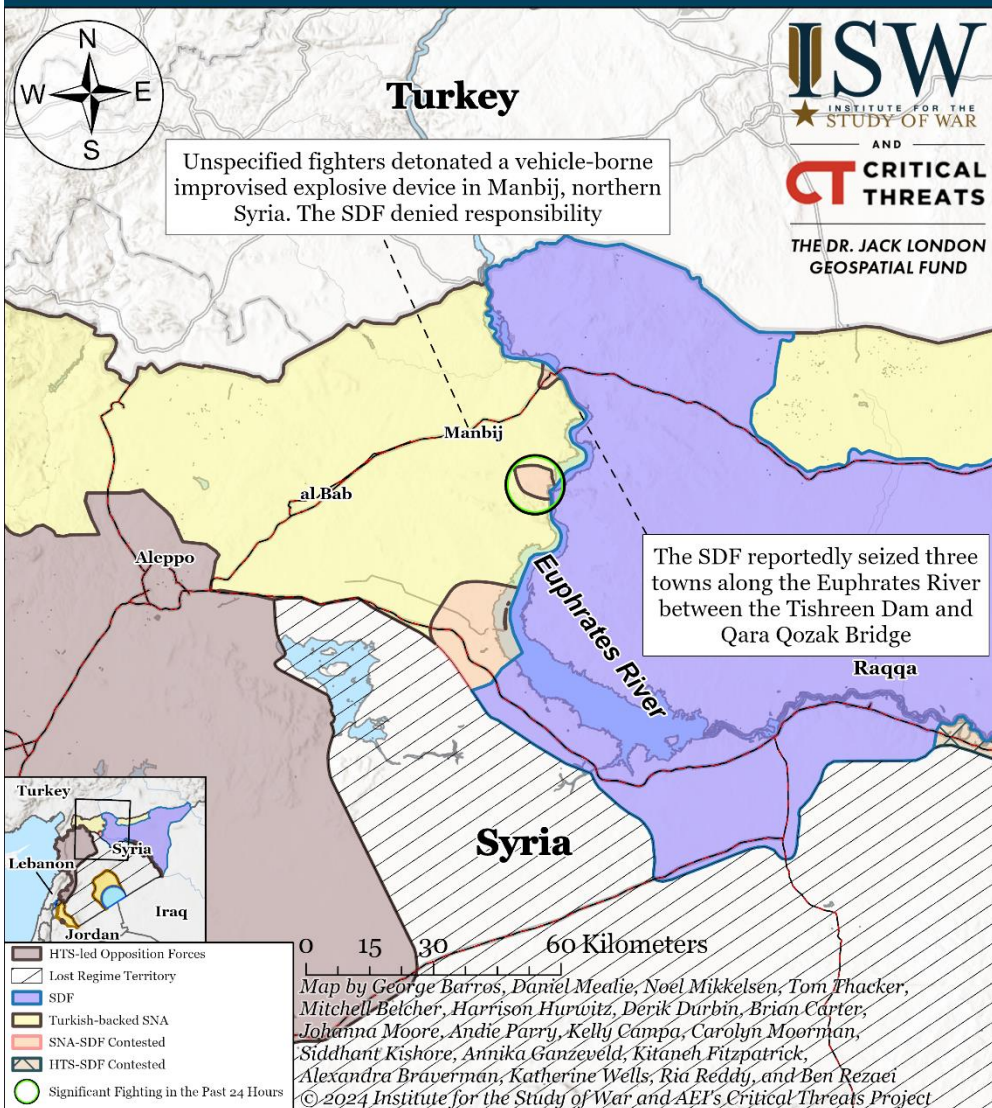 N
W E
S
Turkey
ISW
INSTITUTE FOR THE
STUDY OF WAR
AND
CT CRITICAL
THREATS
THE DR. JACK LONDON
GEOSPATIAL FUND
Unspecified fighters detonated a vehicle-borne
improvised explosive device in Manbij, northern
Syria. The SDF denied responsibility
Manbij
al Bab
Aleppo
Euphrates River
The SDF reportedly seized three
towns along the Euphrates River
between the Tishreen Dam and
Qara Qozak Bridge
Raqqa
Syria
Turkey
Syria
Lebanon
Iraq
Jordan
HTS-led Opposition Forces
Lost Regime Territory
SDF
Turkish-backed SNA
SNA-SDF Contested
HTS-SDF Contested
Significant Fighting in the Past 24 Hours
0 15 30 60 Kilometers
Map by George Barros, Daniel Mealie, Noel Mikkelsen, Tom Thacker,
Mitchell Belcher, Harrison Hurwitz, Derik Durbin, Brian Carter,
Johanna Moore, Andie Parry, Kelly Campa, Carolyn Moorman,
Siddhant Kishore, Annika Ganzeveld, Kitaneh Fitzpatrick,
Alexandra Braverman, Katherine Wells, Ria Reddy, and Ben Rezaei
© 2024 Institute for the Study of War and AEI's Critical Threats Project